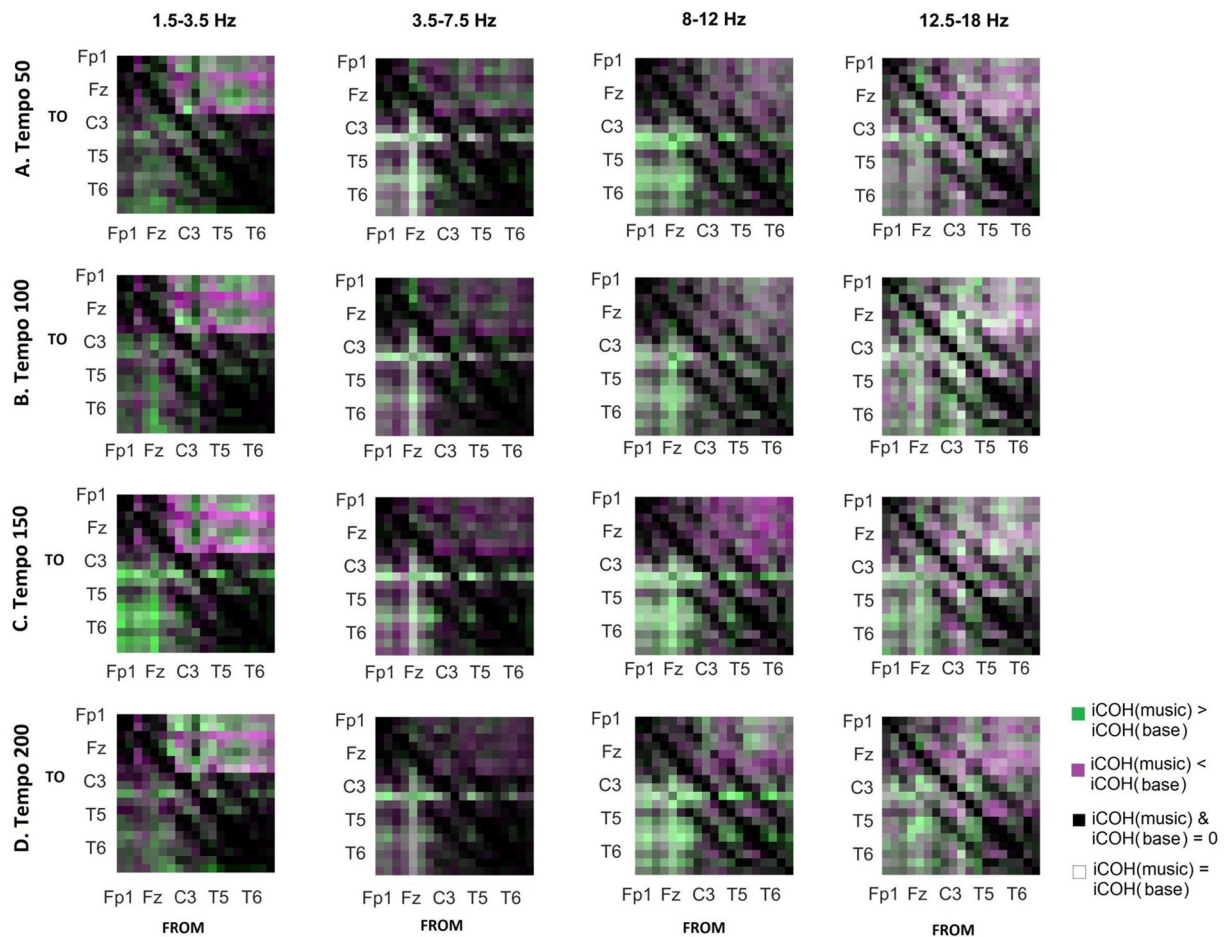 1.5-3.5 Hz 3.5-7.5 Hz 8-12 Hz 12.5-18 Hz
A. Tempo 50
TO
Fp1
Fz
C3
T5
T6
Fp1 Fz C3 T5 T6
Fp1
Fz
C3
T5
T6
Fp1 Fz C3 T5 T6
Fp1
Fz
C3
T5
T6
Fp1 Fz C3 T5 T6
Fp1
Fz
C3
T5
T6
Fp1 Fz C3 T5 T6
B. Tempo 100
TO
Fp1
Fz
C3
T5
T6
Fp1 Fz C3 T5 T6
Fp1
Fz
C3
T5
T6
Fp1 Fz C3 T5 T6
Fp1
Fz
C3
T5
T6
Fp1 Fz C3 T5 T6
Fp1
Fz
C3
T5
T6
Fp1 Fz C3 T5 T6
C. Tempo 150
TO
Fp1
Fz
C3
T5
T6
Fp1 Fz C3 T5 T6
Fp1
Fz
C3
T5
T6
Fp1 Fz C3 T5 T6
Fp1
Fz
C3
T5
T6
Fp1 Fz C3 T5 T6
Fp1
Fz
C3
T5
T6
Fp1 Fz C3 T5 T6
D. Tempo 200
TO
Fp1
Fz
C3
T5
T6
Fp1 Fz C3 T5 T6
FROM
Fp1
Fz
C3
T5
T6
Fp1 Fz C3 T5 T6
FROM
Fp1
Fz
C3
T5
T6
Fp1 Fz C3 T5 T6
FROM
Fp1
Fz
C3
T5
T6
Fp1 Fz C3 T5 T6
FROM
iCOH(music) >
iCOH(base)
iCOH(music) <
iCOH(base)
iCOH(music) &
iCOH(base) = 0
iCOH(music) =
iCOH(base)